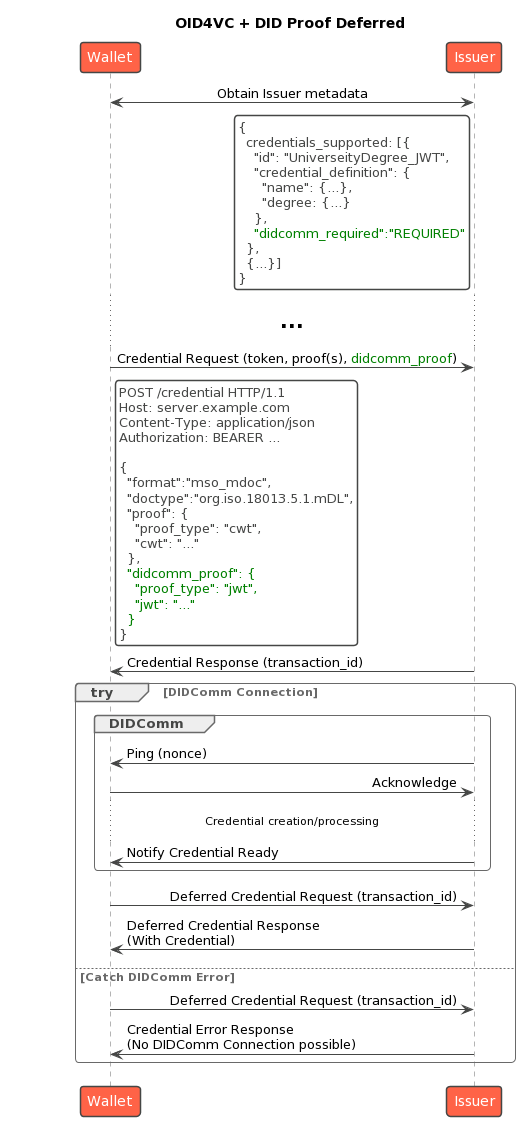 OID4VC + DID Proof Deferred
Wallet
Issuer
Obtain Issuer metadata
{
credentials_supported: [{
"id": "UniverseityDegree_JWT",
"credential_definition": {
"name": {...},
"degree: {...}
},
"didcomm_required":"REQUIRED"
},
{...}]
}
...
Credential Request (token, proof(s), didcomm_proof)
POST /credential HTTP/1.1
Host: server.example.com
Content-Type: application/json
Authorization: BEARER ...
{
"format":"mso_mdoc",
"doctype":"org.iso.18013.5.1.mDL",
"proof": {
"proof_type": "cwt",
"cwt": "..."
},
"didcomm_proof": {
"proof_type": "jwt",
"jwt": "..."
}
}
Credential Response (transaction_id)
try [DIDComm Connection]
DIDComm
Ping (nonce)
Acknowledge
Credential creation/processing
Notify Credential Ready
Deferred Credential Request (transaction_id)
Deferred Credential Response
(With Credential)
[Catch DIDComm Error]
Deferred Credential Request (transaction_id)
Credential Error Response
(No DIDComm Connection possible)
Wallet
Issuer